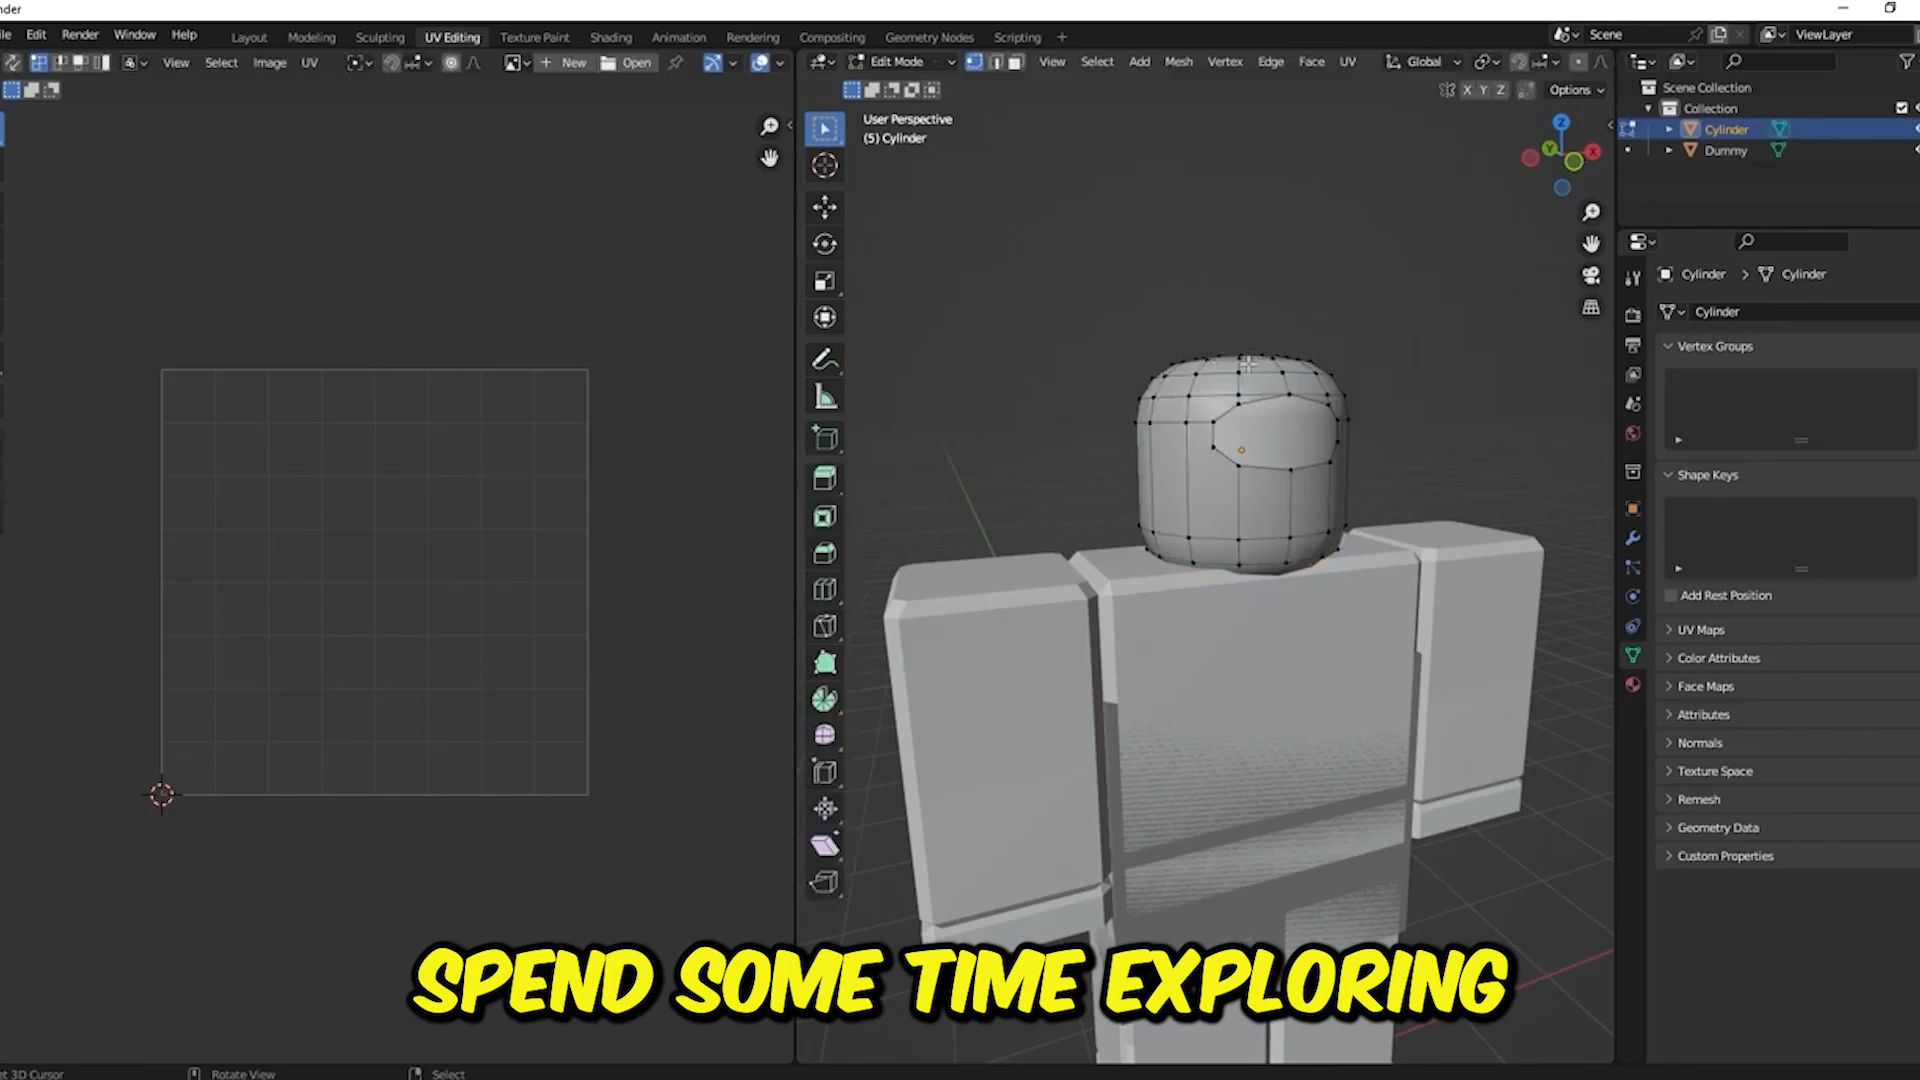 nder
ile Edit Render Window Help Layout Modeling Sculpting UV Editing Texture Paint Shading Animation Rendering Compositing Geometry Nodes Scripting +
Scene
ViewLayer
View Select Image UV
+ New Open
Edit Mode View Select Add Mesh Vertex Edge Face UV Global
X Y Z Options
User Perspective
(5) Cylinder
Z
Y
X
Scene Collection
Collection
Cylinder
Dummy
Cylinder > Cylinder
Cylinder
Vertex Groups
Shape Keys
Add Rest Position
UV Maps
Color Attributes
Face Maps
Attributes
Normals
Texture Space
Remesh
Geometry Data
Custom Properties
SPEND SOME TIME EXPLORING
et 3D Cursor Rotate View Select